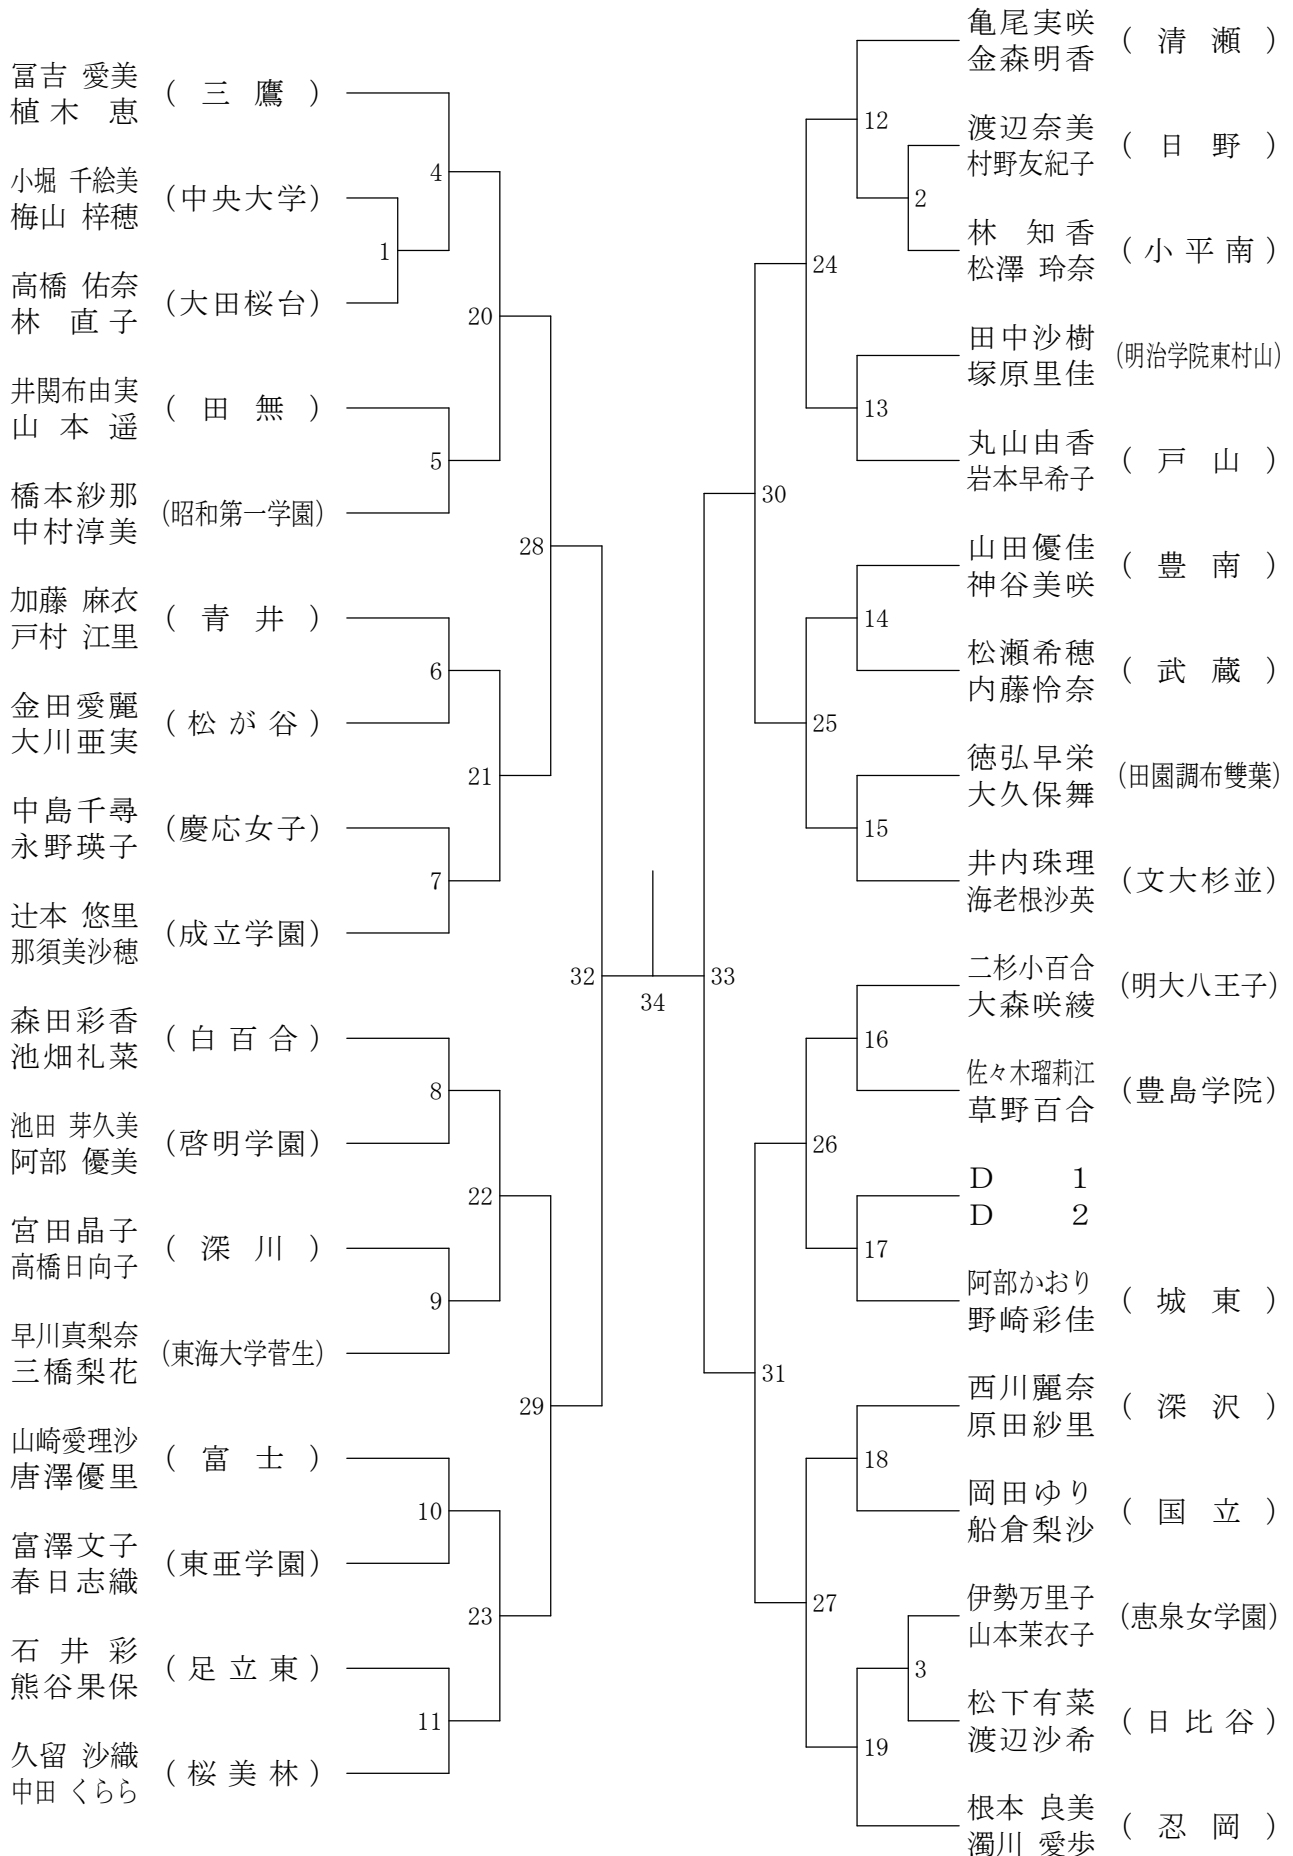 冨吉 愛美
植木 恵
(三鷹)
小堀 千絵美
梅山 梓穂
(中央大学)
高橋 佑奈
林 直子
(大田桜台)
井関布由実
山本遥
(田無)
橋本紗那
中村淳美
(昭和第一学園)
加藤 麻衣
戸村 江里
(青井)
金田愛麗
大川亜実
(松が谷)
中島千尋
永野瑛子
(慶応女子)
辻本 悠里
那須美沙穂
(成立学園)
森田彩香
池畑礼菜
(白百合)
池田 芽久美
阿部 優美
(啓明学園)
宮田晶子
高橋日向子
(深川)
早川真梨奈
三橋梨花
(東海大学菅生)
山崎愛理沙
唐澤優里
(富士)
富澤文子
春日志織
(東亜学園)
石井彩
熊谷果保
(足立東)
久留 沙織
中田 くらら
(桜美林)
1
4
5
6
7
8
9
10
11
20
21
22
23
28
29
32
34
33
30
31
24
25
26
27
12
2
13
14
15
16
17
18
3
19
亀尾実咲
金森明香
(清瀬)
渡辺奈美
村野友紀子
(日野)
林 知香
松澤 玲奈
(小平南)
田中沙樹
塚原里佳
(明治学院東村山)
丸山由香
岩本早希子
(戸山)
山田優佳
神谷美咲
(豊南)
松瀬希穂
内藤怜奈
(武蔵)
徳弘早栄
大久保舞
(田園調布雙葉)
井内珠理
海老根沙英
(文大杉並)
二杉小百合
大森咲綾
(明大八王子)
佐々木瑠莉江
草野百合
(豊島学院)
D 1
D 2
阿部かおり
野崎彩佳
(城東)
西川麗奈
原田紗里
(深沢)
岡田ゆり
船倉梨沙
(国立)
伊勢万里子
山本茉衣子
(恵泉女学園)
松下有菜
渡辺沙希
(日比谷)
根本 良美
濁川 愛歩
(忍岡)